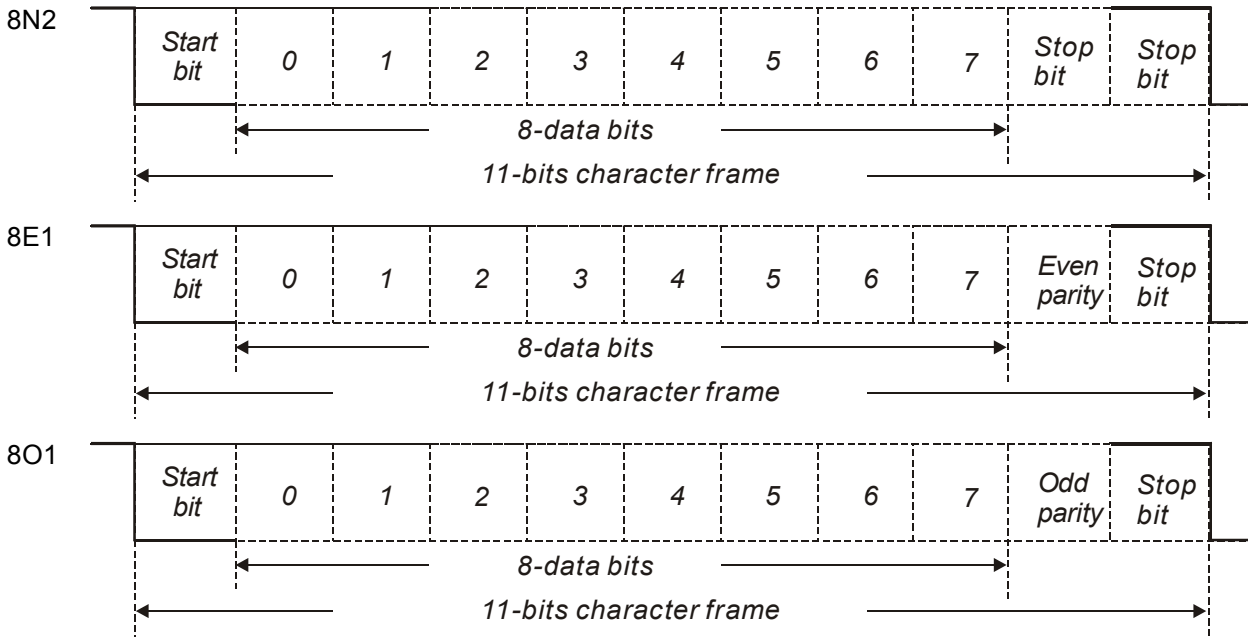 8N2
Start bit 0 1 2 3 4 5 6 7 Stop bit Stop bit
8-data bits
11-bits character frame
8E1
Start bit 0 1 2 3 4 5 6 7 Even parity Stop bit
8-data bits
11-bits character frame
8O1
Start bit 0 1 2 3 4 5 6 7 Odd parity Stop bit
8-data bits
11-bits character frame